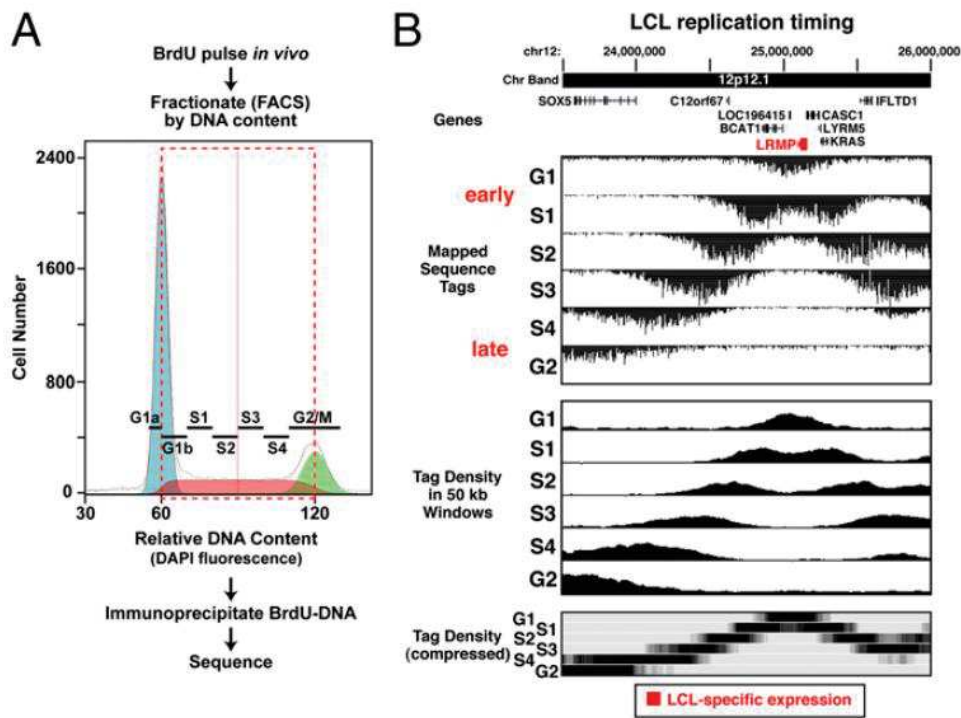 A
BrdU pulse in vivo
Fractionate (FACS)
by DNA content
2400
1600
800
0
Cell Number
G1a
S1
S3
G2/M
G1b
S2
S4
30
60
120
Relative DNA Content
(DAPI fluorescence)
Immunoprecipitate BrdU-DNA
Sequence
B
LCL replication timing
chr12:
24,000,000
25,000,000
26,000,000
Chr Band
12p12.1
Genes
SOX5
C12orf67
IFLTD1
LOC196415
CASC1
BCAT1
LYRM5
LRMP
KRAS
early
late
Mapped
Sequence
Tags
G1
S1
S2
S3
S4
G2
Tag Density
in 50 kb
Windows
G1
S1
S2
S3
S4
G2
Tag Density
(compressed)
G1
S1
S2
S3
S4
G2
LCL-specific expression